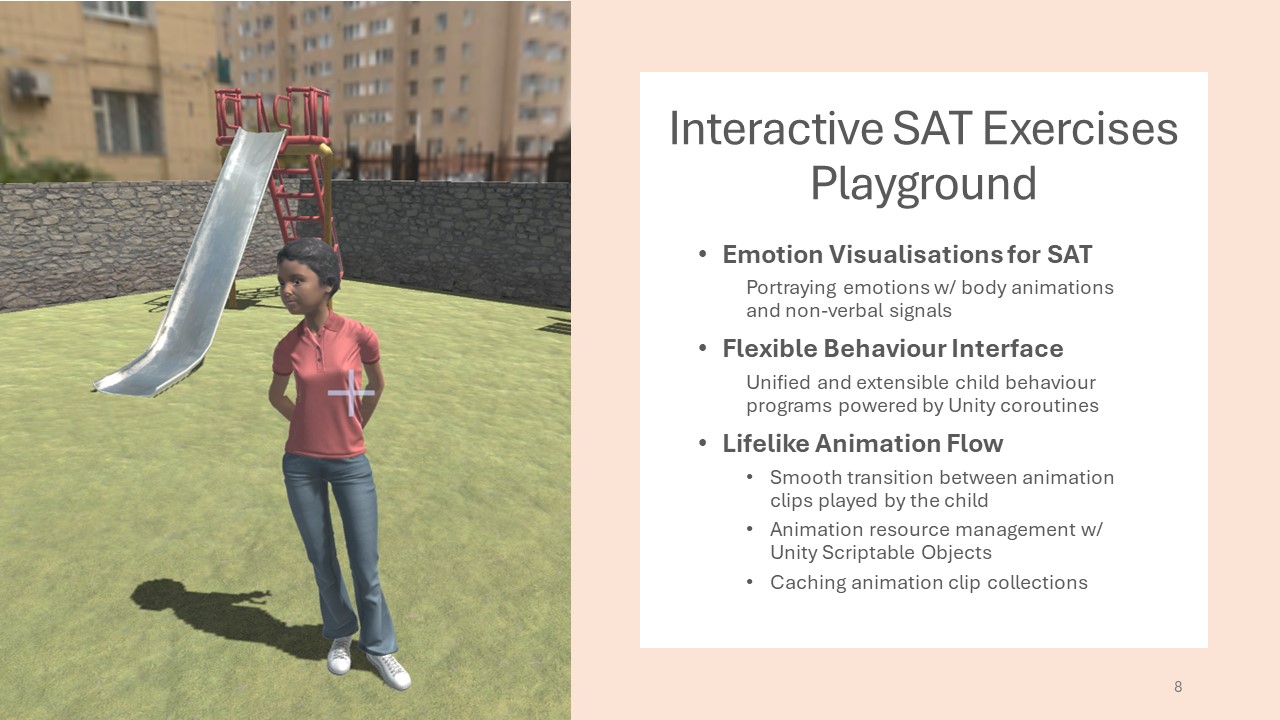 Interactive SAT Exercises
Playground
• Emotion Visualisations for SAT
Portraying emotions w/ body animations
and non-verbal signals
• Flexible Behaviour Interface
Unified and extensible child behaviour
programs powered by Unity coroutines
• Lifelike Animation Flow
• Smooth transition between animation
clips played by the child
• Animation resource management w/
Unity Scriptable Objects
• Caching animation clip collections
8